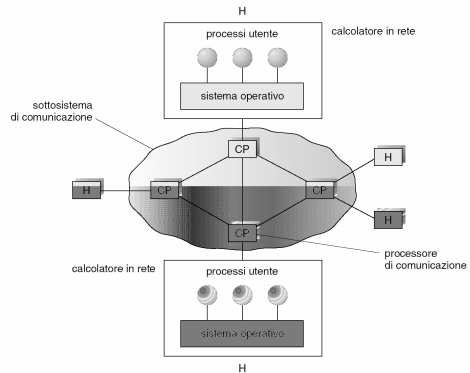 H
processi utente
calcolatore in rete
sistema operativo
sottosistema
di comunicazione
CP
H
H
CP
CP
H
CP
processore
di comunicazione
calcolatore in rete
processi utente
sistema operativo
H